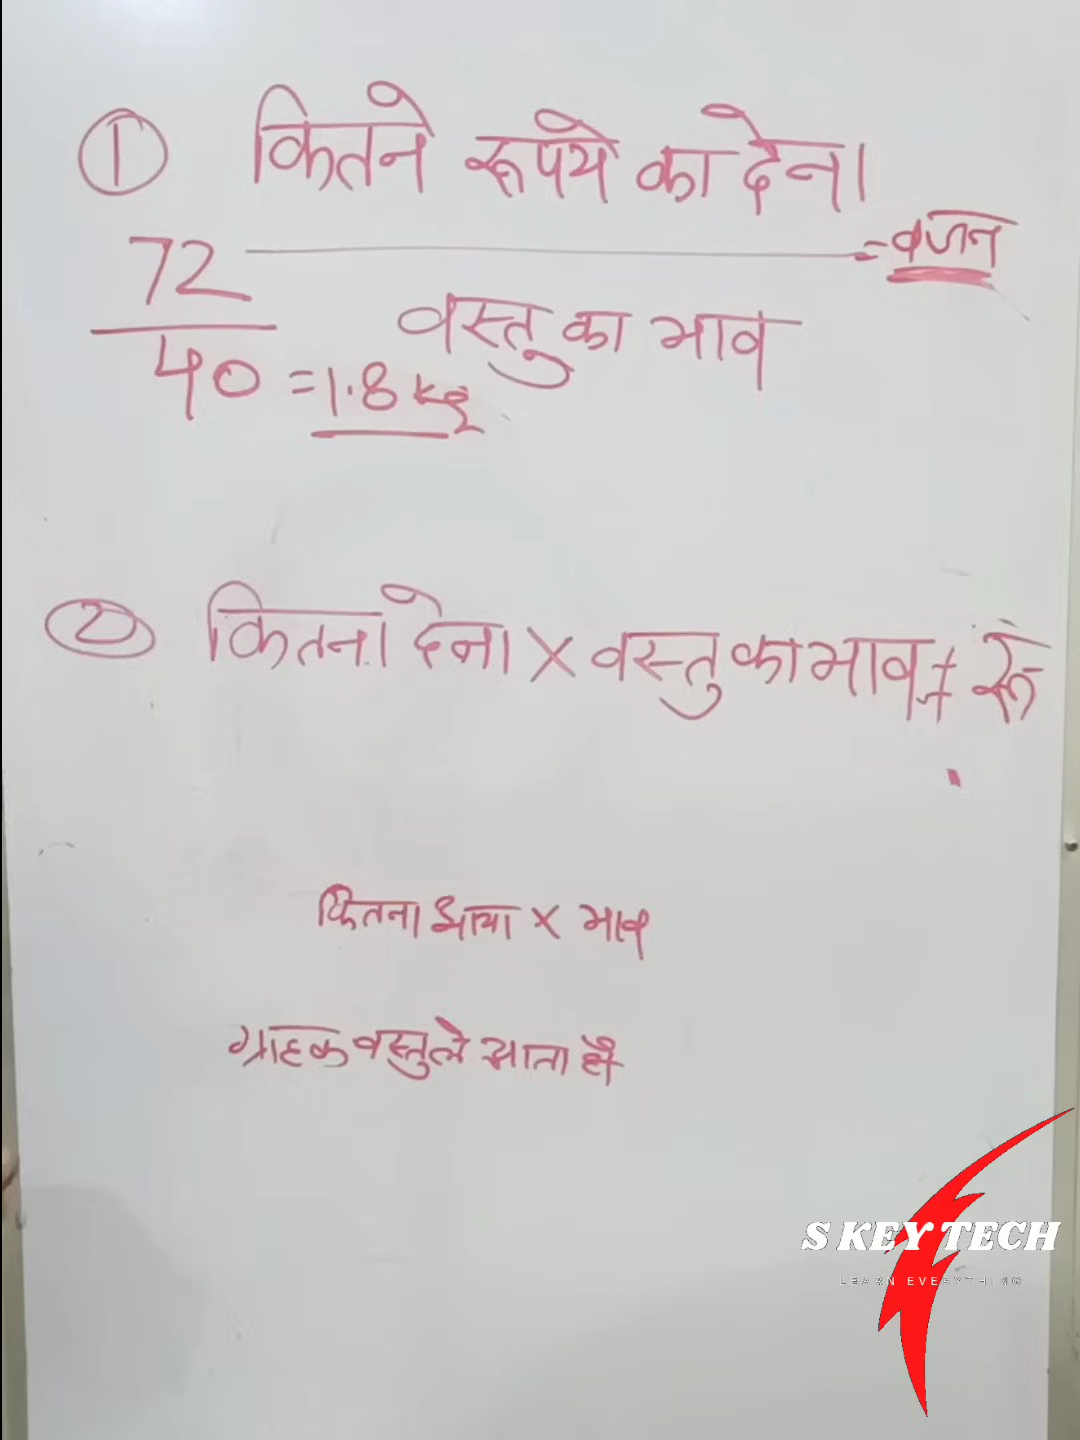 ① कितने रूपये का देना
= वजन
वस्तु का भाव
72
40 = 1.8 kg
② कितना देना × वस्तु का भाव = रू
कितना आया × भाव
ग्राहक वस्तु ले आता है
S KEY TECH
LEARN EVERYTHING